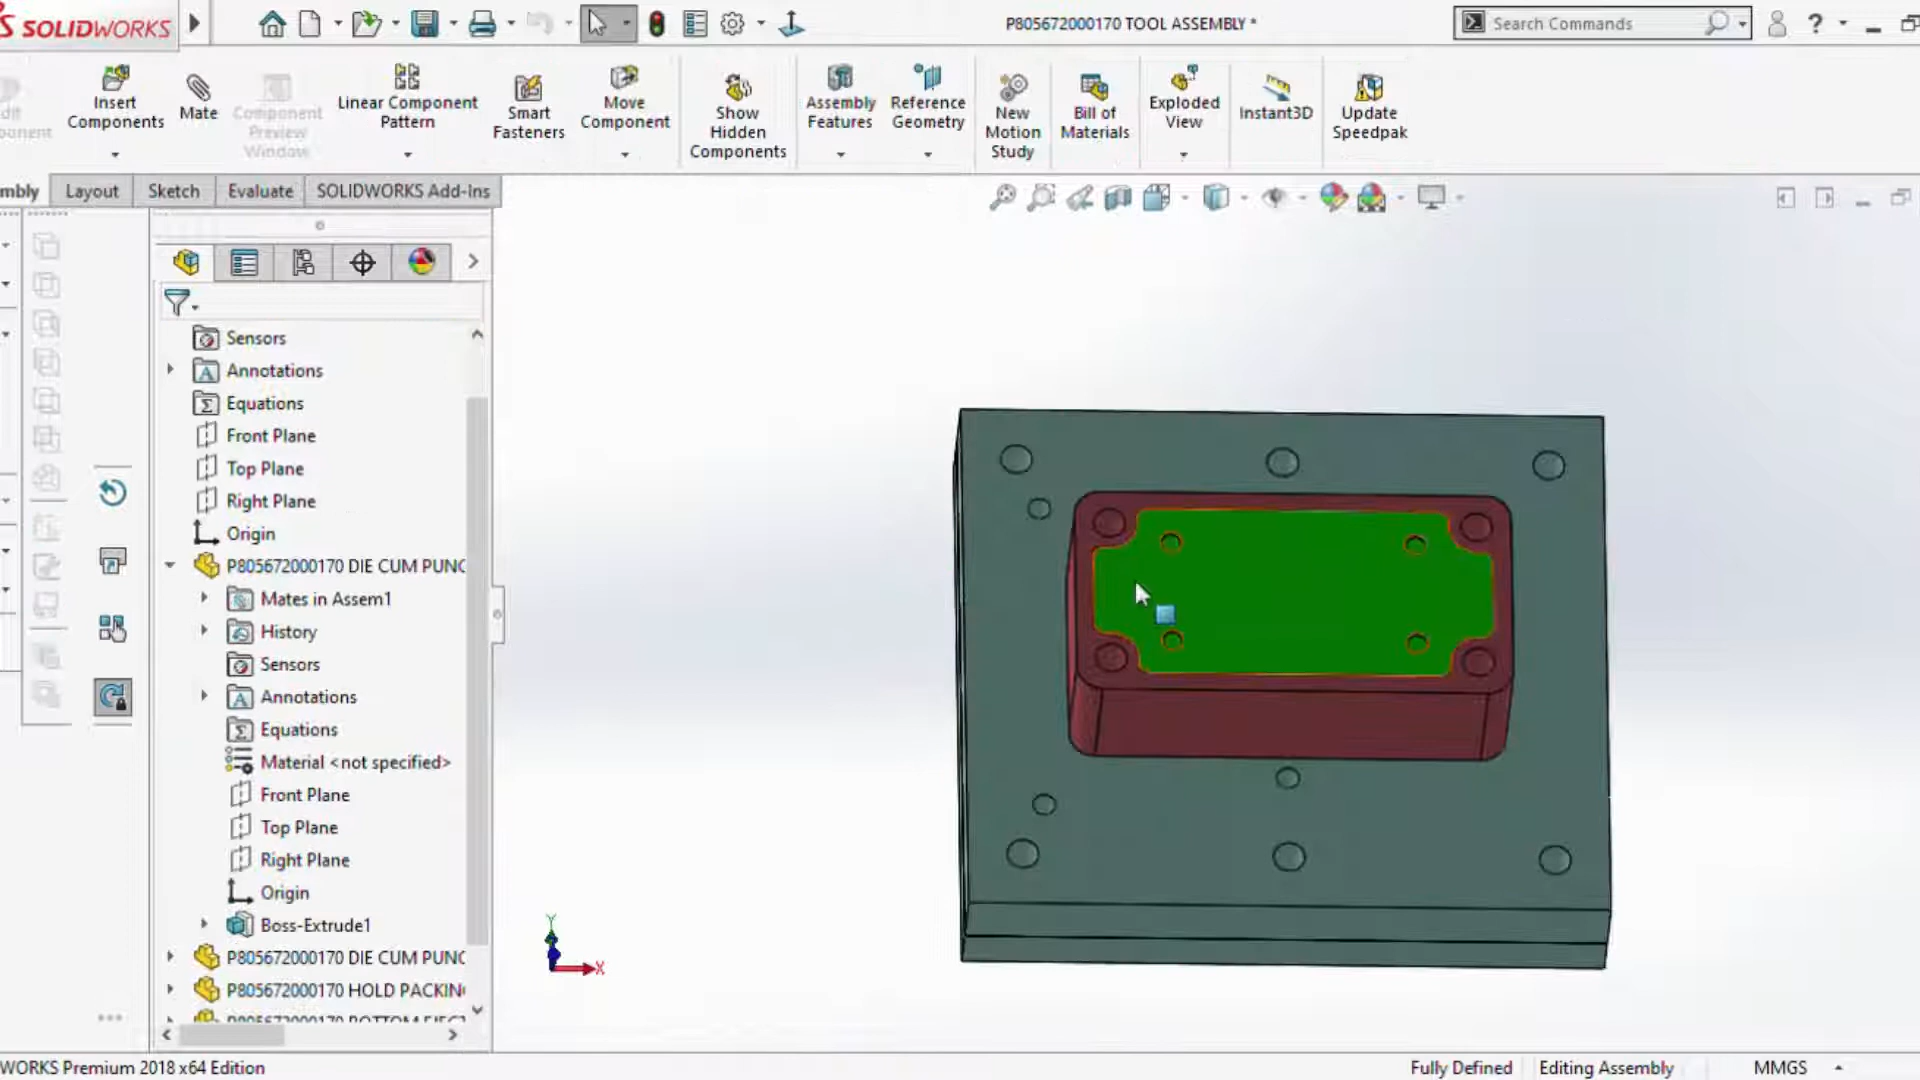 SOLIDWORKS
P805672000170 TOOL ASSEMBLY *
Search Commands
?
Insert
Components
Mate
Component
Preview
Window
Linear Component
Pattern
Smart
Fasteners
Move
Component
Show
Hidden
Components
Assembly
Features
Reference
Geometry
New
Motion
Study
Bill of
Materials
Exploded
View
Instant3D
Update
Speedpak
mbly
Layout
Sketch
Evaluate
SOLIDWORKS Add-Ins
Sensors
Annotations
Equations
Front Plane
Top Plane
Right Plane
Origin
P805672000170 DIE CUM PUNC
Mates in Assem1
History
Sensors
Annotations
Equations
Material <not specified>
Front Plane
Top Plane
Right Plane
Origin
Boss-Extrude1
P805672000170 DIE CUM PUNC
P805672000170 HOLD PACKIN
P805672000170 BOTTOM EJECT
Y
X
WORKS Premium 2018 x64 Edition
Fully Defined
Editing Assembly
MMGS